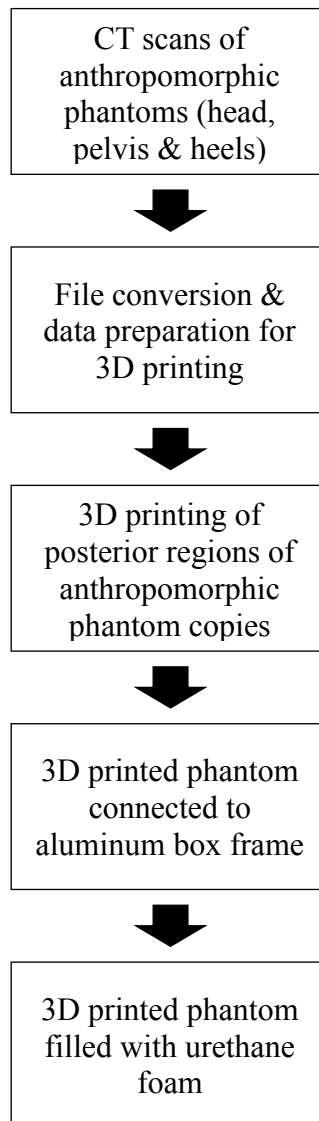 CT scans of
anthropomorphic
phantoms (head,
pelvis & heels)
File conversion &
data preparation for
3D printing
3D printing of
posterior regions of
anthropomorphic
phantom copies
3D printed phantom
connected to
aluminum box frame
3D printed phantom
filled with urethane
foam